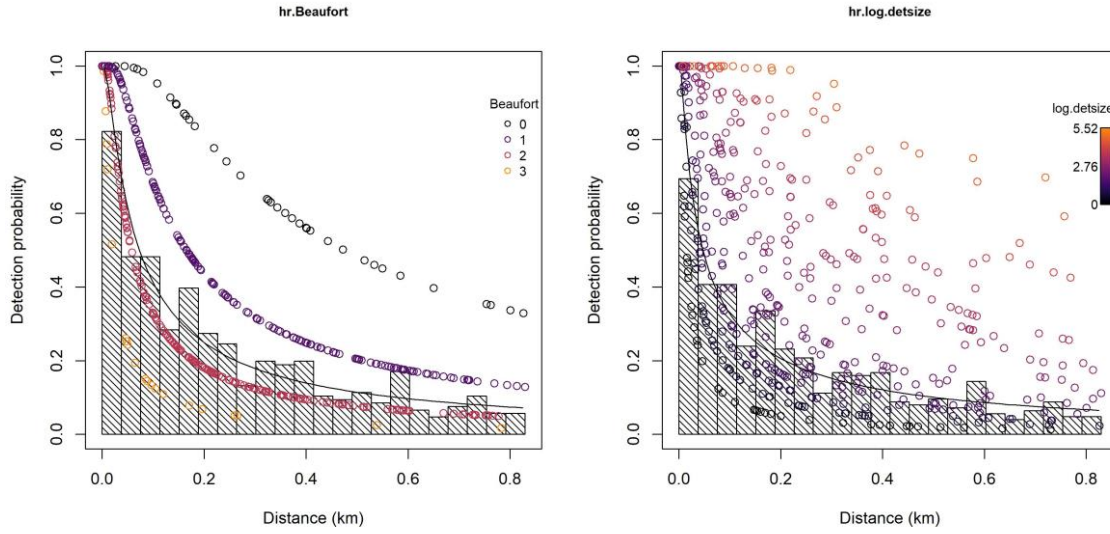 hr.Beaufort
1.0
0.8
0.6
0.4
0.2
0.0
Detection probability
Beaufort
0
1
2
3
0.0 0.2 0.4 0.6 0.8
Distance (km)
hr.log.detsize
1.0
0.8
0.6
0.4
0.2
0.0
Detection probability
log.detsize
5.52
2.76
0
0.0 0.2 0.4 0.6 0.8
Distance (km)